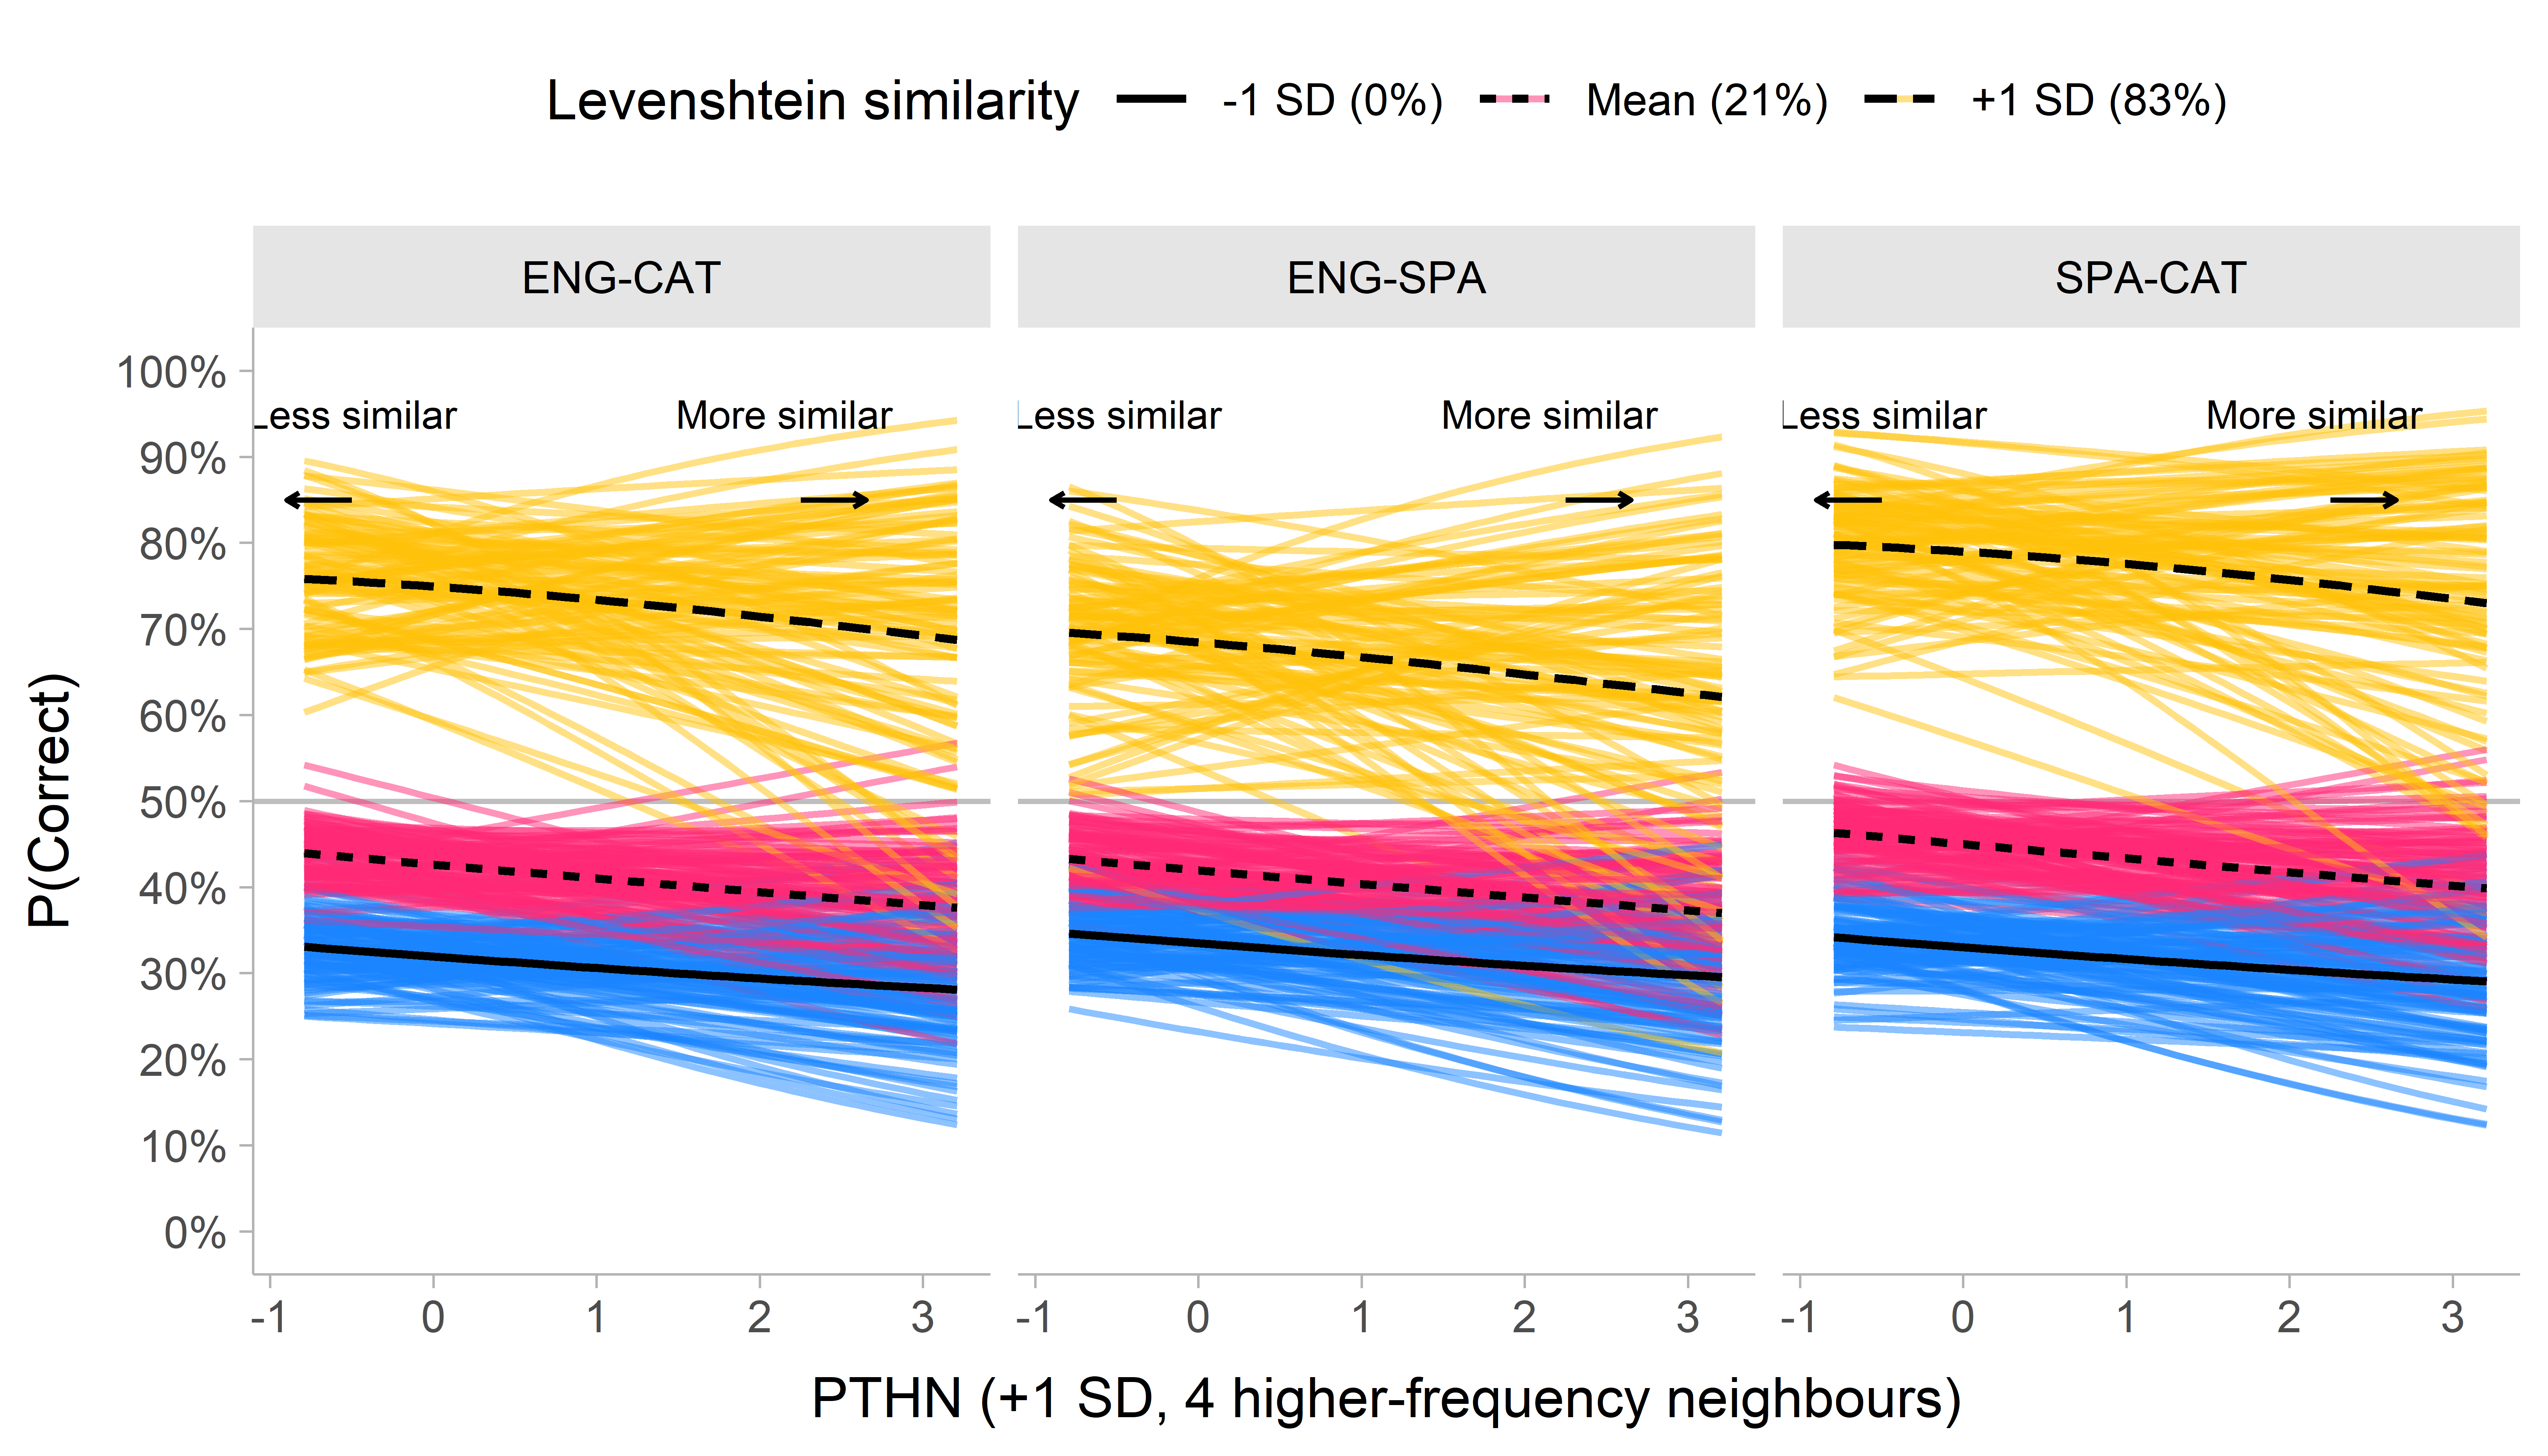 Levenshtein similarity -1 SD (0%) Mean (21%) +1 SD (83%)
ENG-CAT ENG-SPA SPA-CAT
100%
Less similar More similar Less similar More similar Less similar More similar
90%
80%
70%
60%
50%
40%
30%
20%
10%
0%
P(Correct)
-1 0 1 2 3 -1 0 1 2 3 -1 0 1 2 3
PTHN (+1 SD, 4 higher-frequency neighbours)